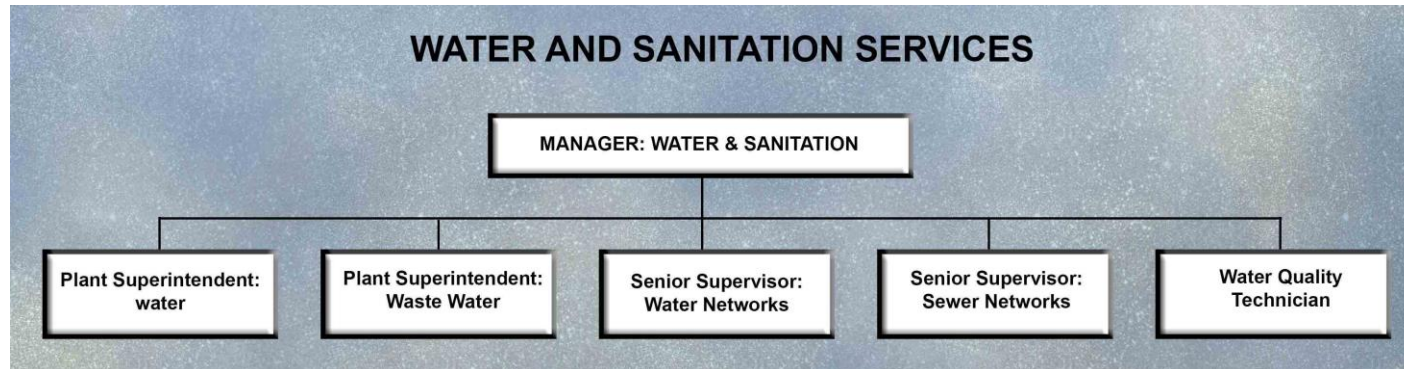 WATER AND SANITATION SERVICES
MANAGER: WATER & SANITATION
Plant Superintendent:
water
Plant Superintendent:
Waste Water
Senior Supervisor:
Water Networks
Senior Supervisor:
Sewer Networks
Water Quality
Technician